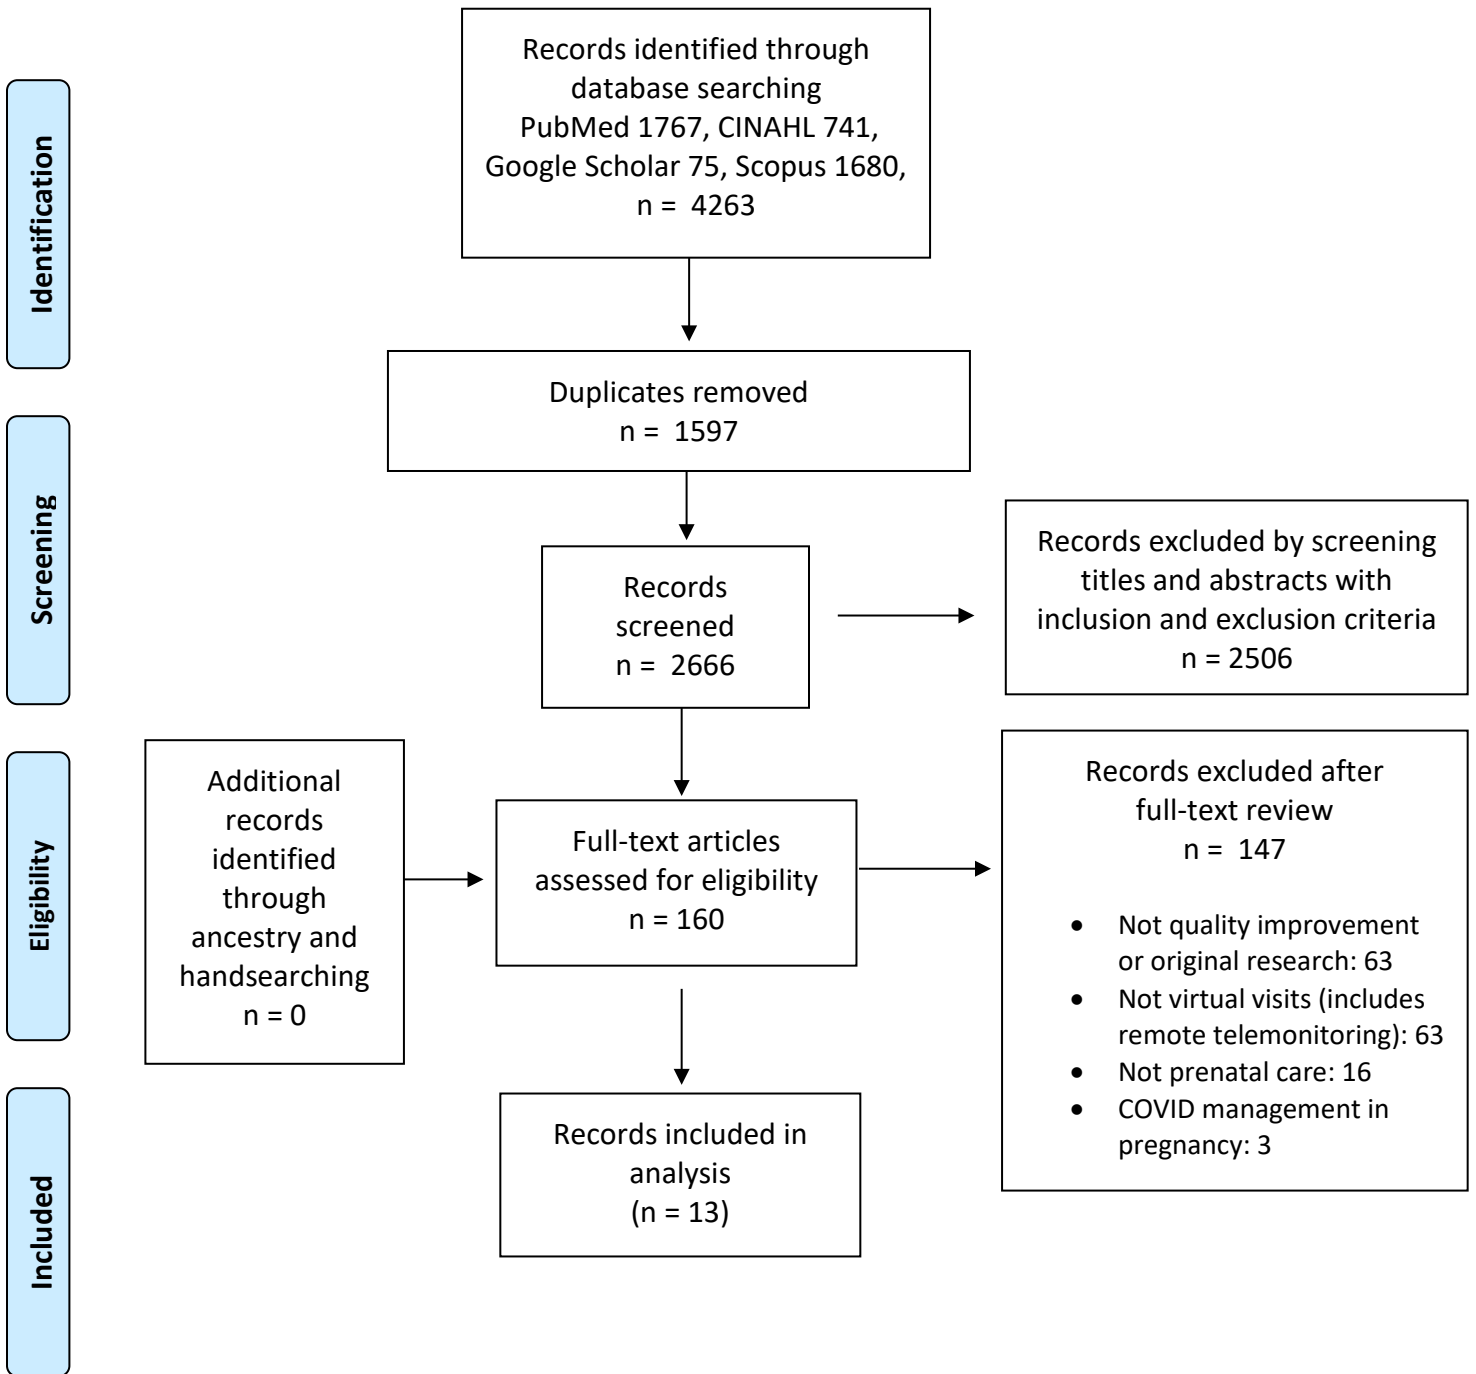 Identification
Records identified through
database searching
PubMed 1767, CINAHL 741,
Google Scholar 75, Scopus 1680,
n = 4263
Duplicates removed
n = 1597
Screening
Records
screened
n = 2666
Records excluded by screening
titles and abstracts with
inclusion and exclusion criteria
n = 2506
Eligibility
Additional
records
identified
through
ancestry and
handsearching
n = 0
Full-text articles
assessed for eligibility
n = 160
Records excluded after
full-text review
n = 147
• Not quality improvement
or original research: 63
• Not virtual visits (includes
remote telemonitoring): 63
• Not prenatal care: 16
• COVID management in
pregnancy: 3
Included
Records included in
analysis
(n = 13)